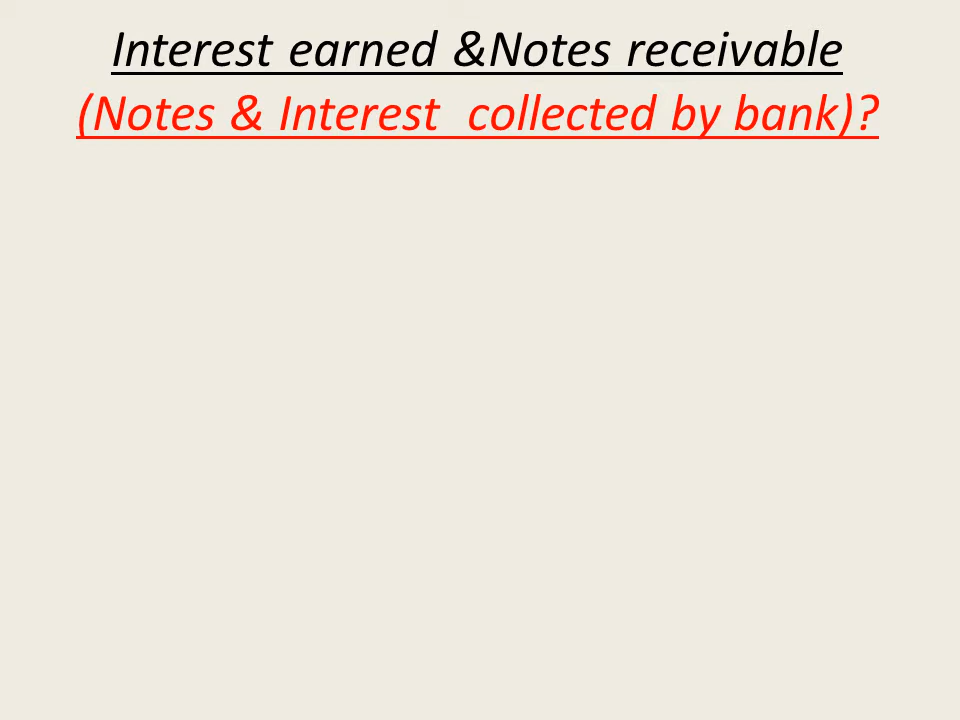 Interest earned &Notes receivable
(Notes & Interest  collected by bank)?